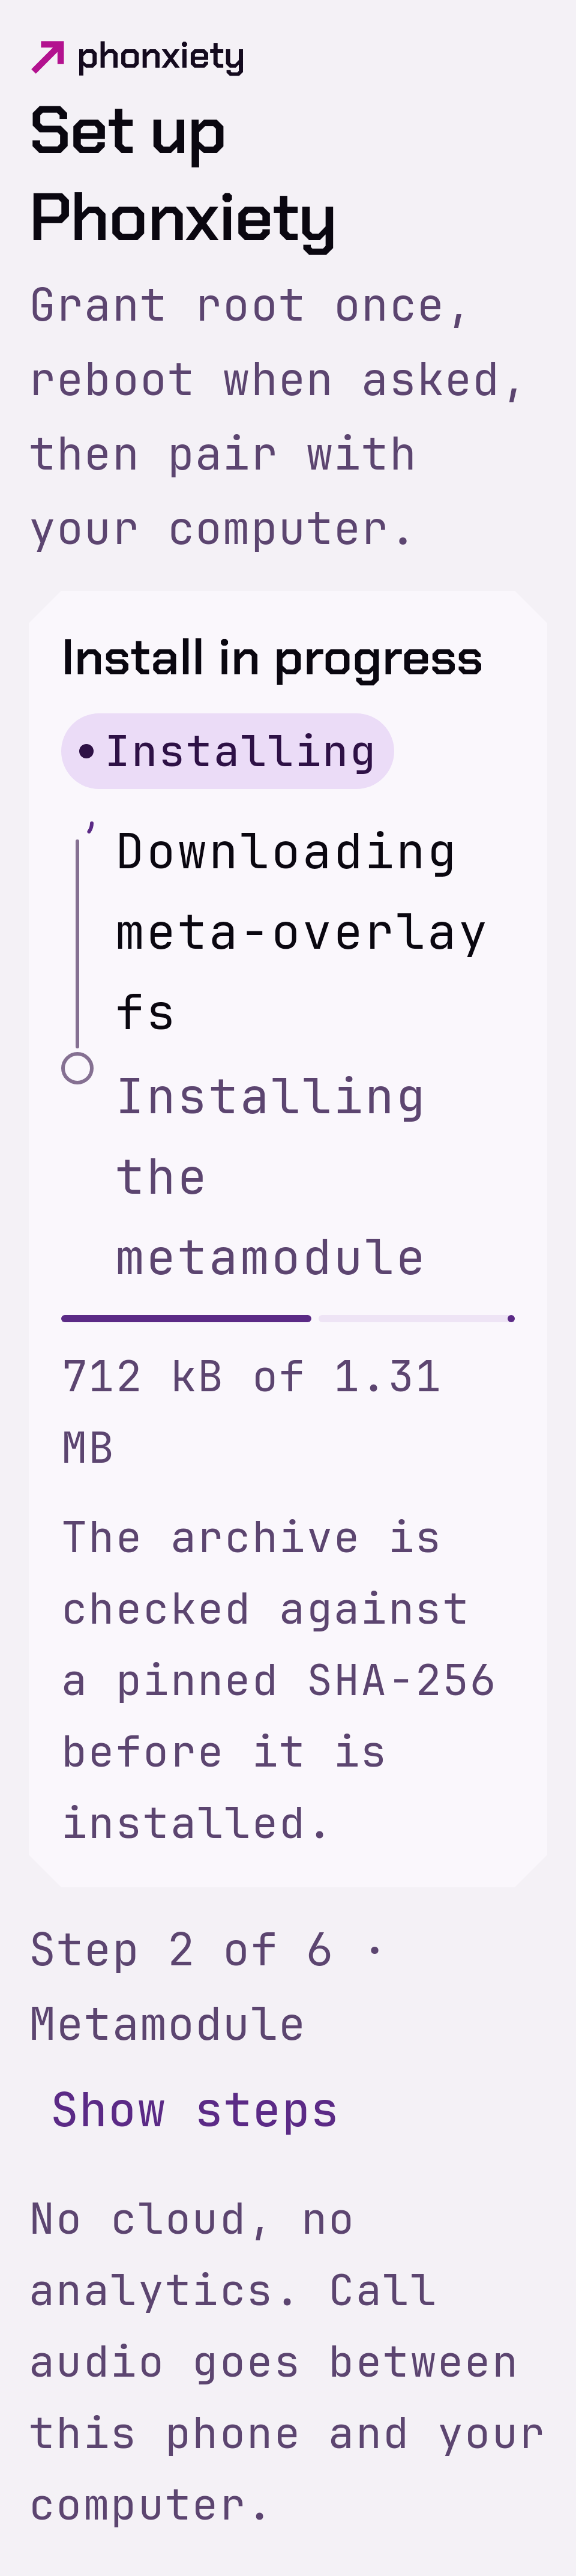 phonxiety
Set up
Phonxiety
Grant root once,
reboot when asked,
then pair with
your computer.
Install in progress
Installing
Downloading
meta-overlay
fs
Installing
the
metamodule
712 kB of 1.31
MB
The archive is
checked against
a pinned SHA-256
before it is
installed.
Step 2 of 6 ·
Metamodule
Show steps
No cloud, no
analytics. Call
audio goes between
this phone and your
computer.